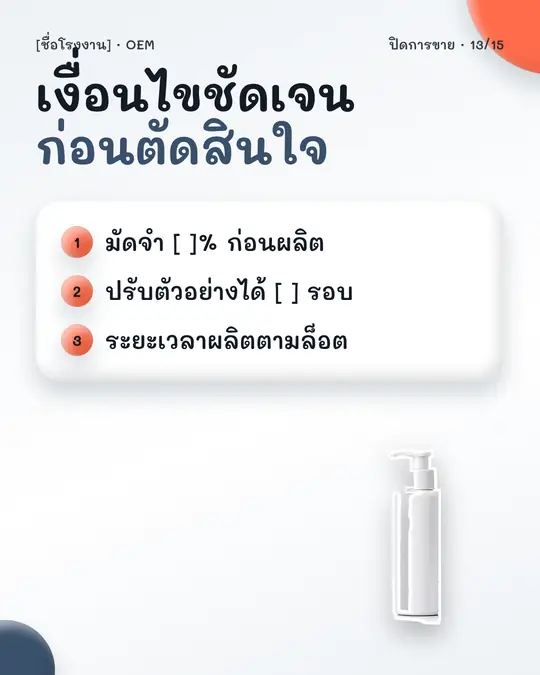 [ชื่อโรงงาน] · OEM
ปิดการขาย · 13/15
เงื่อนไขชัดเจน
ก่อนตัดสินใจ
1 มัดจำ [ ]% ก่อนผลิต
2 ปรับตัวอย่างได้ [ ] รอบ
3 ระยะเวลาผลิตตามล็อต